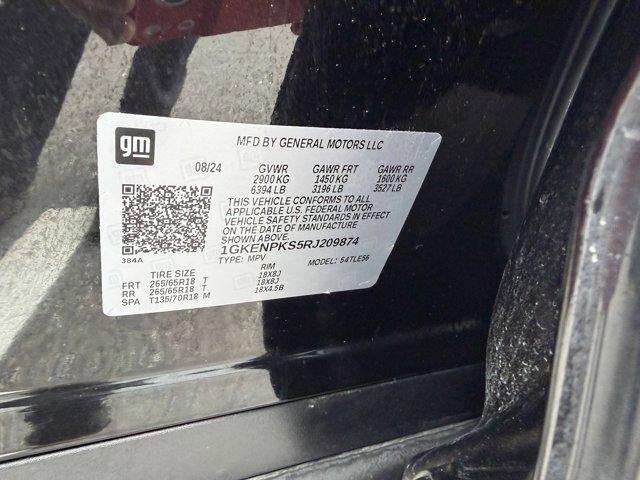 gm
MFD BY GENERAL MOTORS LLC
08/24 GVWR GAWR FRT GAWR RR
2900 KG 1450 KG 1600 KG
6394 LB 3196 LB 3527 LB
THIS VEHICLE CONFORMS TO ALL
APPLICABLE U.S. FEDERAL MOTOR
VEHICLE SAFETY STANDARDS IN EFFECT
ON THE DATE OF MANUFACTURE
SHOWN ABOVE.
1GKENPKS5RJ209874
384A TYPE: MPV MODEL: 54TLE56
TIRE SIZE RIM
FRT 265/65R18 T 18X8J
RR 265/65R18 T 18X8J
SPA T135/70R18 M 18X4.5B